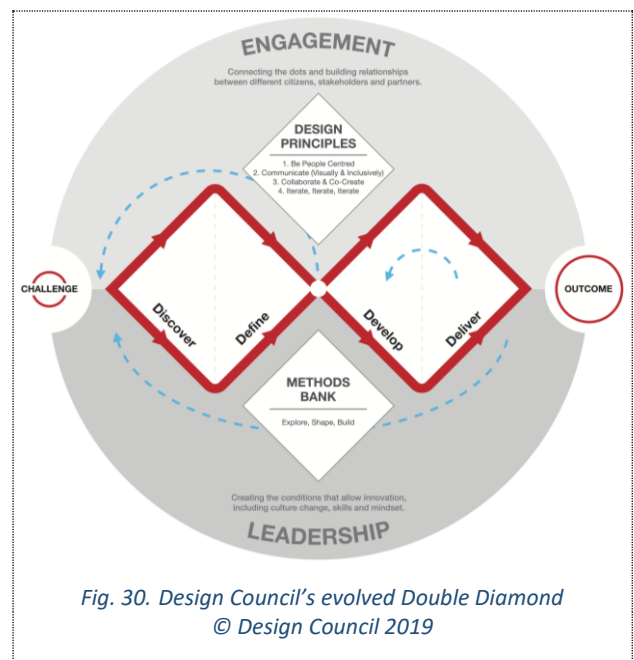 ENGAGEMENT
Connecting the dots and building relationships
between different citizens, stakeholders and partners.
DESIGN
PRINCIPLES
1. Be People Centred
2. Communicate (Visually & Inclusively)
3. Collaborate & Co-Create
4. Iterate, Iterate, Iterate
CHALLENGE
OUTCOME
Discover
Define
Develop
Deliver
METHODS
BANK
Explore, Shape, Build
Creating the conditions that allow innovation,
including culture change, skills and mindset.
LEADERSHIP
Fig. 30. Design Council’s evolved Double Diamond
© Design Council 2019